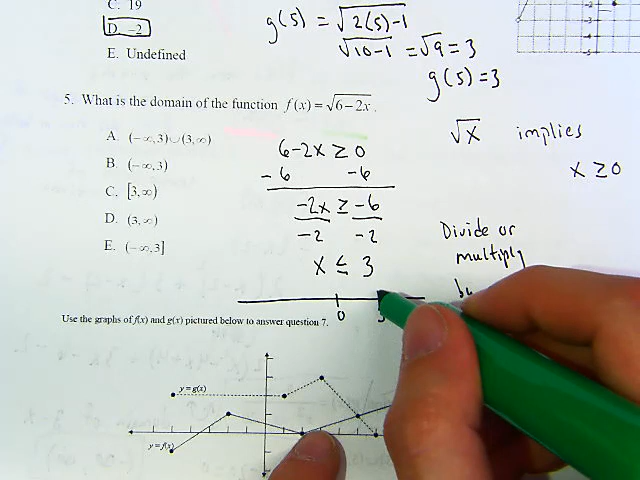 C. 19
D. −2
E. Undefined
g(5) = √2(5)−1
√10−1 = √9 = 3
g(5) = 3
5. What is the domain of the function f(x) = √6−2x.
A. (−∞,3)∪(3,∞)
B. (−∞,3)
C. [3,∞)
D. (3,∞)
E. (−∞,3]
6−2x ≥ 0
−6 −6
−2x ≥ −6
−2 −2
x ≤ 3
0
√x implies
x ≥ 0
Divide or
multiply
Use the graphs of f(x) and g(x) pictured below to answer question 7.
y = g(x)
y = f(x)